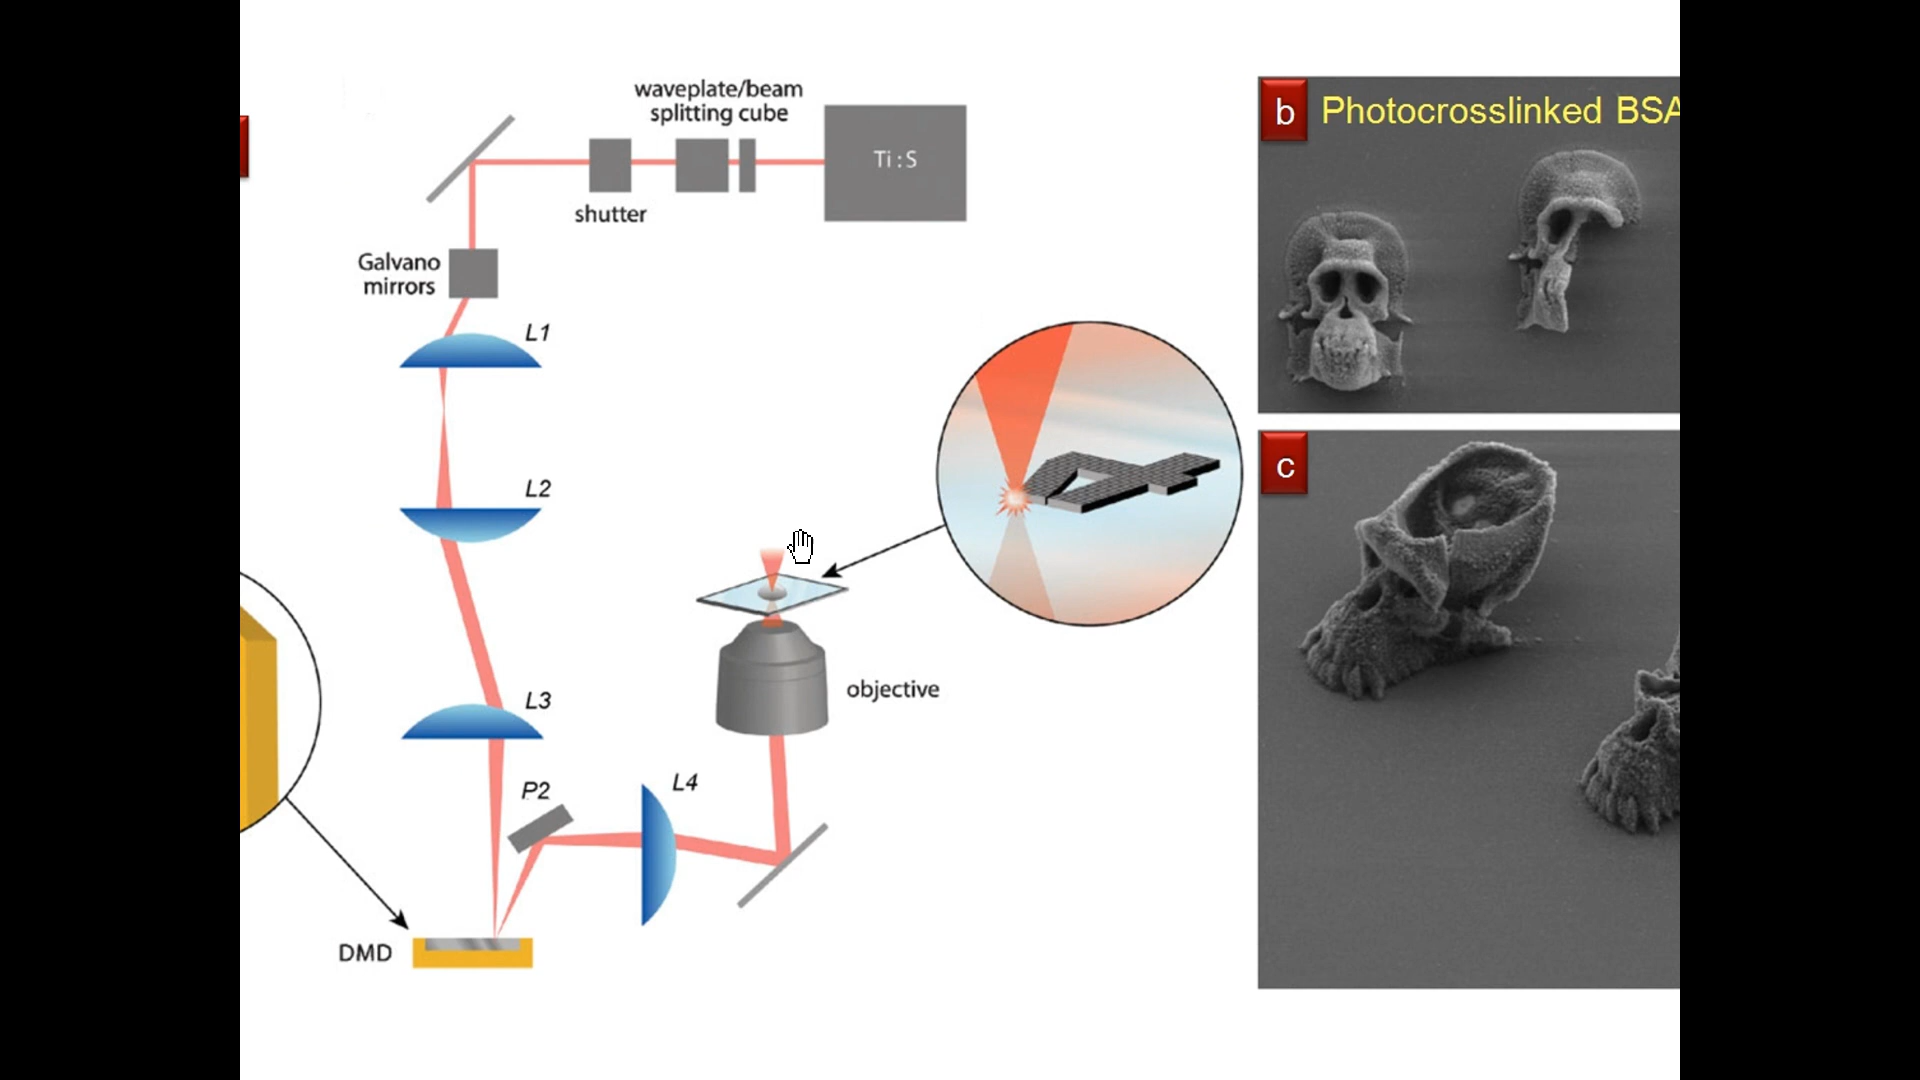 waveplate/beam
splitting cube
Ti:S
shutter
Galvano
mirrors
L1
L2
L3
P2
L4
objective
DMD
b
Photocrosslinked BSA
c